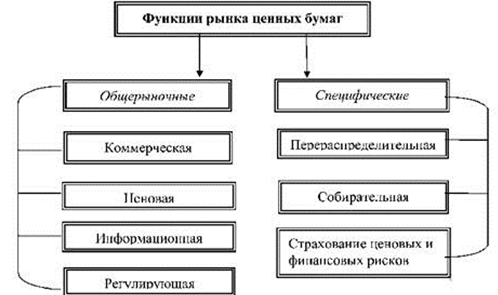 Функции рынка ценных бумаг
Общерыночные
Коммерческая
Ценовая
Информационная
Регулирующая
Специфические
Перераспределительная
Собирательная
Страхование ценовых и
финансовых рисков